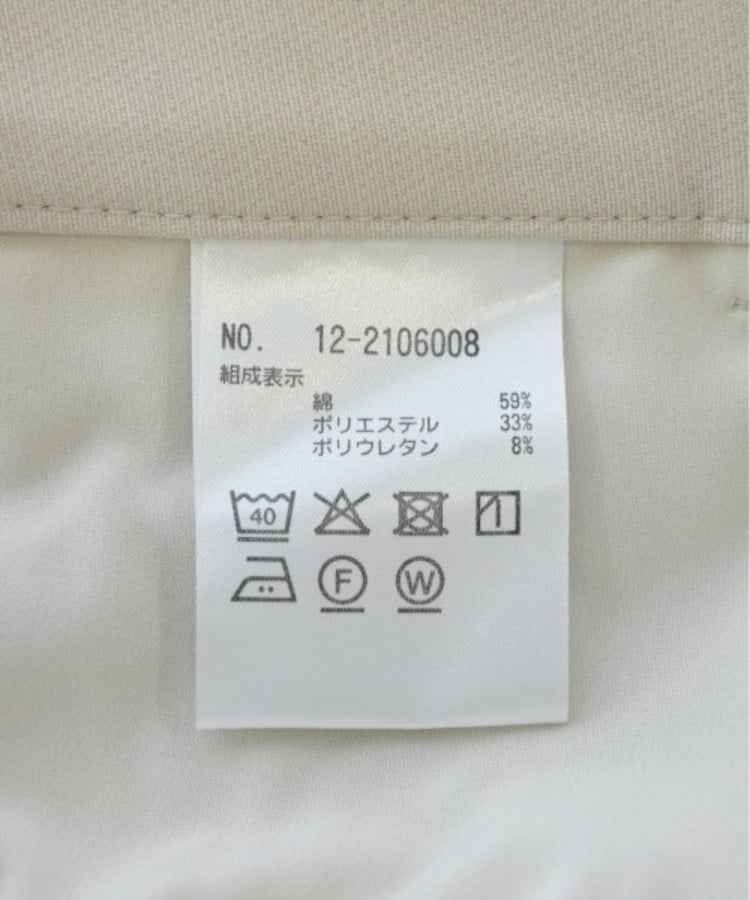 NO. 12-2106008
組成表示
綿 59%
ポリエステル 33%
ポリウレタン 8%
40
F W